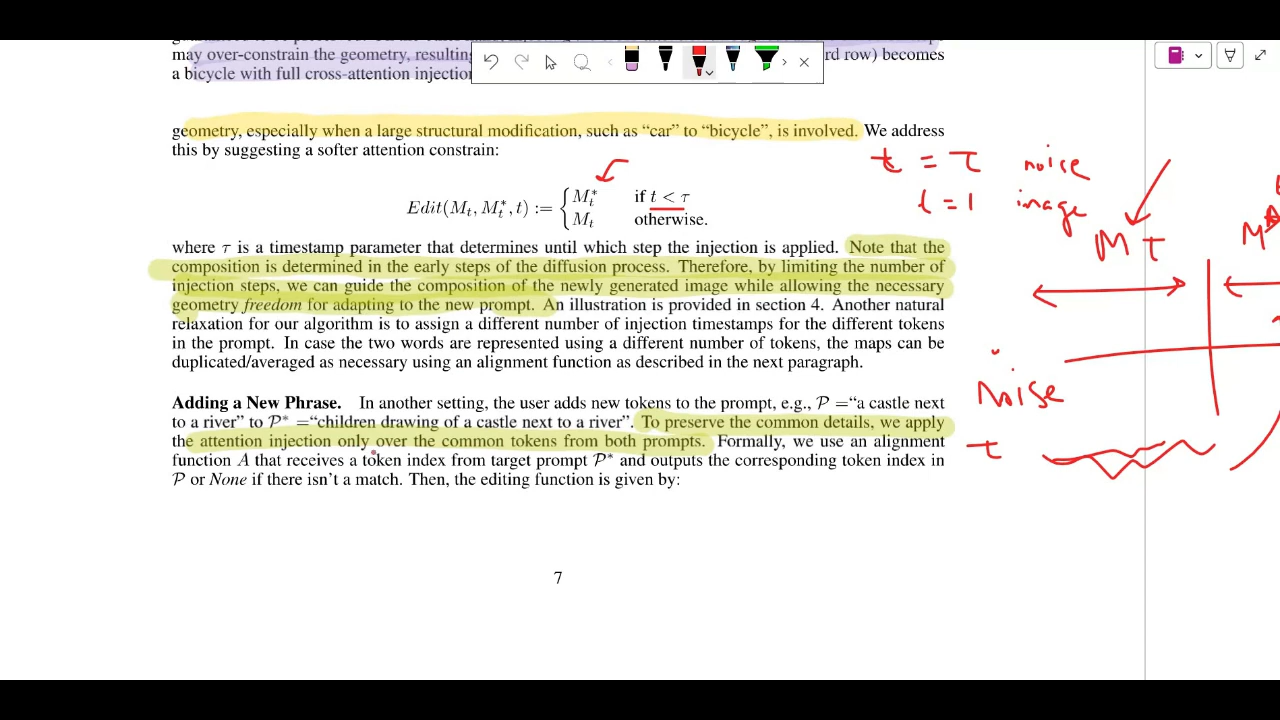 may over-constrain the geometry, resulting
rd row) becomes
a bicycle with full cross-attention injection
geometry, especially when a large structural modification, such as “car” to “bicycle”, is involved. We address
this by suggesting a softer attention constrain:
t = τ noise
t = 1 image
Edit(M_t, M_t^*, t) := { M_t^* if t < τ
M_t otherwise.
M t
M
where τ is a timestamp parameter that determines until which step the injection is applied. Note that the
composition is determined in the early steps of the diffusion process. Therefore, by limiting the number of
injection steps, we can guide the composition of the newly generated image while allowing the necessary
geometry freedom for adapting to the new prompt. An illustration is provided in section 4. Another natural
relaxation for our algorithm is to assign a different number of injection timestamps for the different tokens
in the prompt. In case the two words are represented using a different number of tokens, the maps can be
duplicated/averaged as necessary using an alignment function as described in the next paragraph.
Noise
t
Adding a New Phrase. In another setting, the user adds new tokens to the prompt, e.g., P =“a castle next
to a river” to P* =“children drawing of a castle next to a river”. To preserve the common details, we apply
the attention injection only over the common tokens from both prompts. Formally, we use an alignment
function A that receives a token index from target prompt P* and outputs the corresponding token index in
P or None if there isn’t a match. Then, the editing function is given by:
7